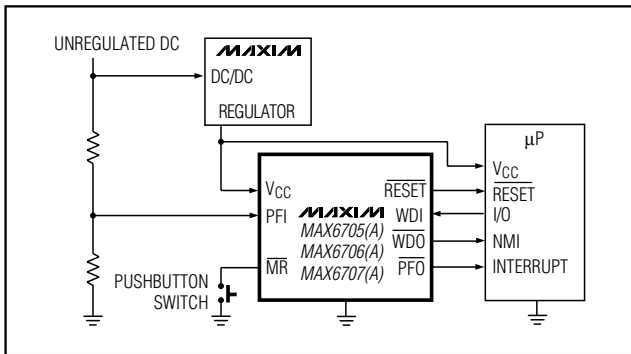 UNREGULATED DC
MAXIM
DC/DC
REGULATOR
μP
VCC
RESET
I/O
NMI
INTERRUPT
VCC
PFI
MR
MAXIM
MAX6705(A)
MAX6706(A)
MAX6707(A)
RESET
WDI
WDO
PFO
PUSHBUTTON
SWITCH